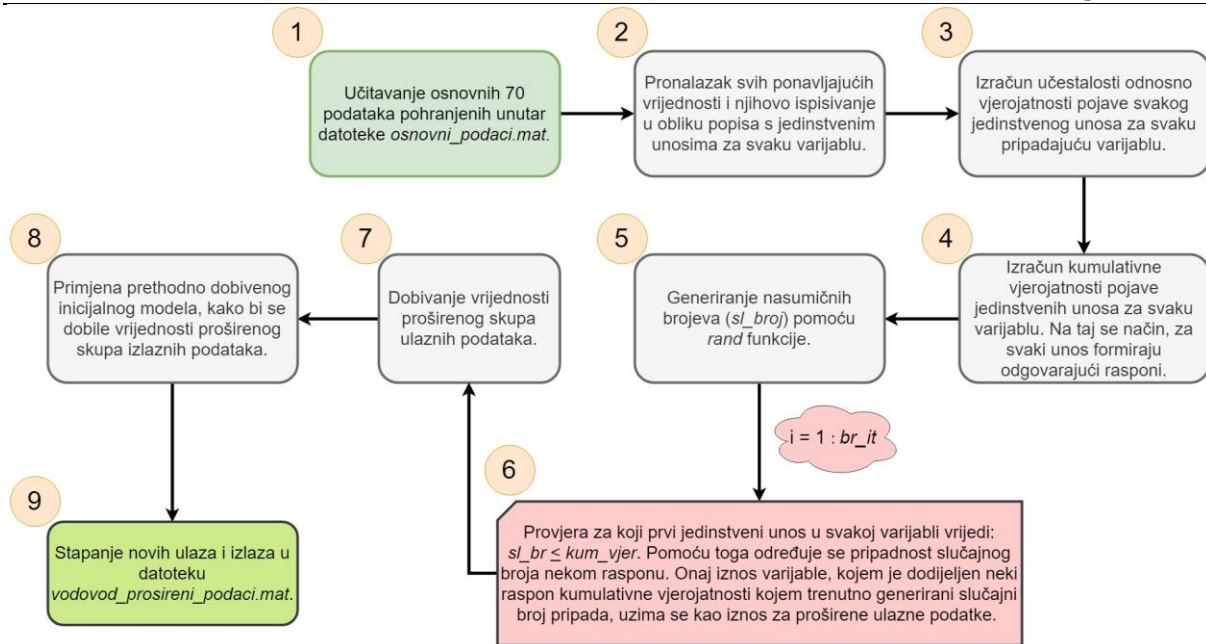 1
Učitavanje osnovnih 70
podataka pohranjenih unutar
datoteke osnovni_podaci.mat.
2
Pronalazak svih ponavljajućih
vrijednosti i njihovo ispisivanje
u obliku popisa s jedinstvenim
unosima za svaku varijablu.
3
Izračun učestalosti odnosno
vjerojatnosti pojave svakog
jedinstvenog unosa za svaku
pripadajuću varijablu.
4
Izračun kumulativne
vjerojatnosti pojave
jedinstvenih unosa za svaku
varijablu. Na taj se način, za
svaki unos formiraju
odgovarajući rasponi.
5
Generiranje nasumičnih
brojeva (sl_broj) pomoću
rand funkcije.
i = 1 : br_it
6
Provjera za koji prvi jedinstveni unos u svakoj varijabli vrijedi:
sl_br ≤ kum_vjer. Pomoću toga određuje se pripadnost slučajnog
broja nekom rasponu. Onaj iznos varijable, kojem je dodijeljen neki
raspon kumulativne vjerojatnosti kojem trenutno generirani slučajni
broj pripada, uzima se kao iznos za proširene ulazne podatke.
7
Dobivanje vrijednosti
proširenog skupa
ulaznih podataka.
8
Primjena prethodno dobivenog
inicijalnog modela, kako bi se
dobile vrijednosti proširenog
skupa izlaznih podataka.
9
Stapanje novih ulaza i izlaza u
datoteku
vodovod_prosireni_podaci.mat.